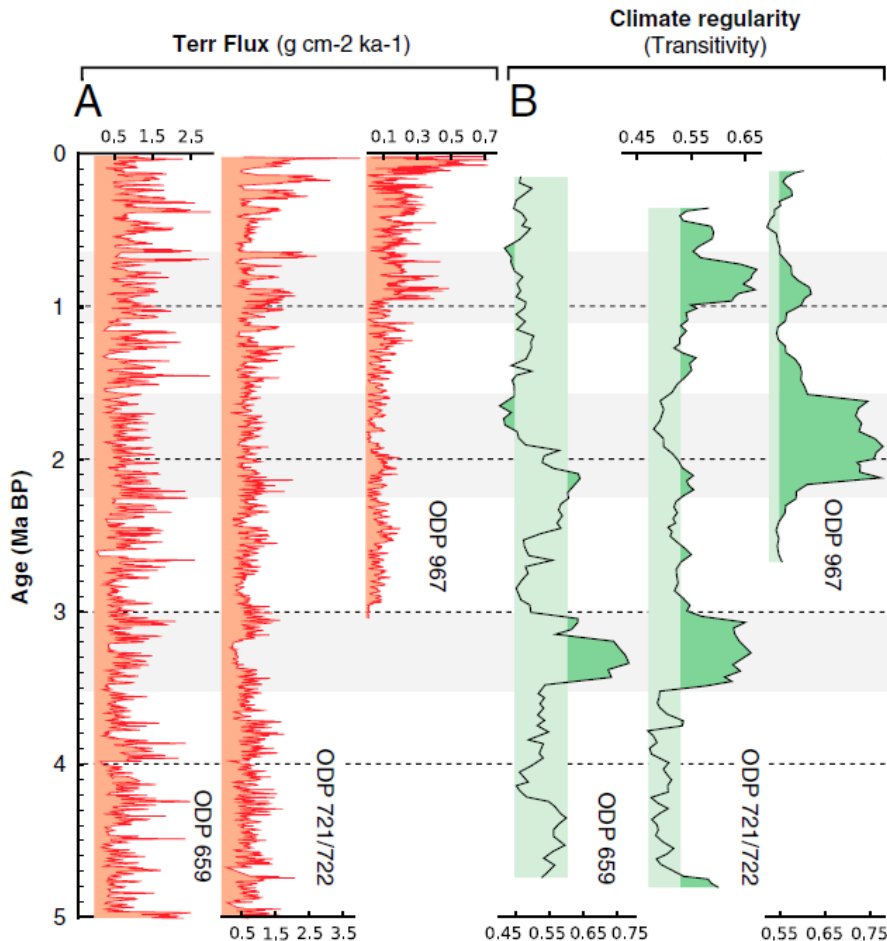 Terr Flux (g cm-2 ka-1)
Climate regularity
(Transitivity)
A
B
0.5 1.5 2.5
0.1 0.3 0.5 0.7
0.45 0.55 0.65
0
1
2
3
4
5
Age (Ma BP)
ODP 659
ODP 721/722
ODP 967
ODP 659
ODP 721/722
ODP 967
0.5 1.5 2.5 3.5
0.45 0.55 0.65 0.75
0.55 0.65 0.75